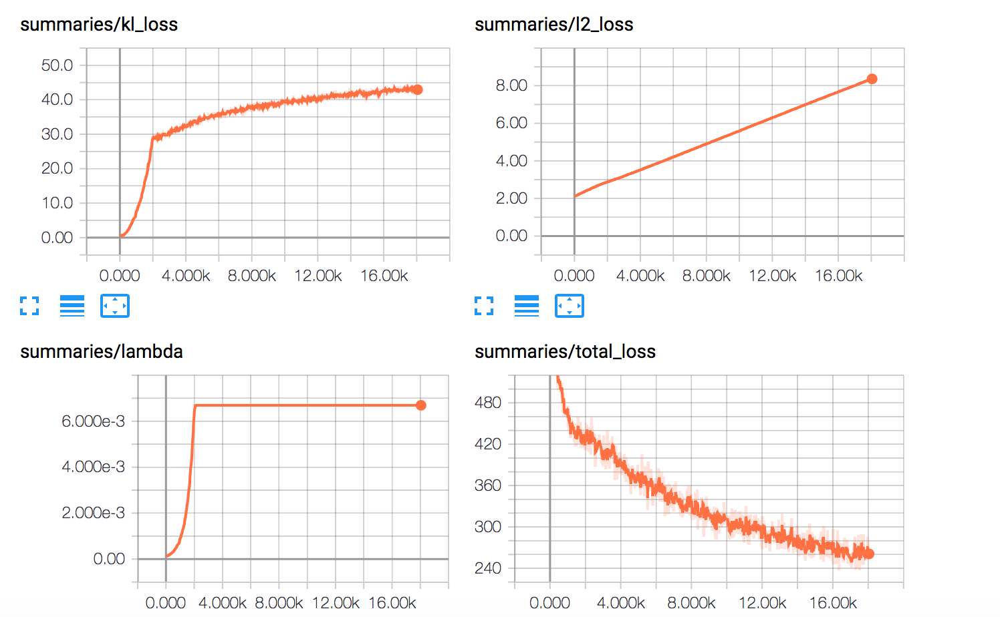 summaries/kl_loss
50.0
40.0
30.0
20.0
10.0
0.00
0.000 4.000k 8.000k 12.00k 16.00k
summaries/l2_loss
8.00
6.00
4.00
2.00
0.00
0.000 4.000k 8.000k 12.00k 16.00k
summaries/lambda
6.000e-3
4.000e-3
2.000e-3
0.00
0.000 4.000k 8.000k 12.00k 16.00k
summaries/total_loss
480
420
360
300
240
0.000 4.000k 8.000k 12.00k 16.00k